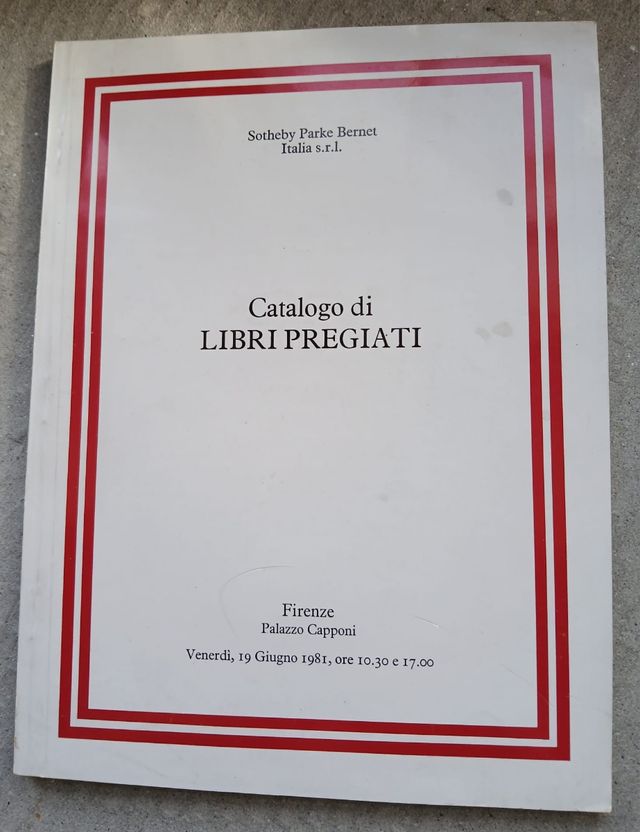 Sotheby Parke Bernet
Italia s.r.l.
Catalogo di
LIBRI PREGIATI
Firenze
Palazzo Capponi
Venerdì, 19 Giugno 1981, ore 10.30 e 17.00